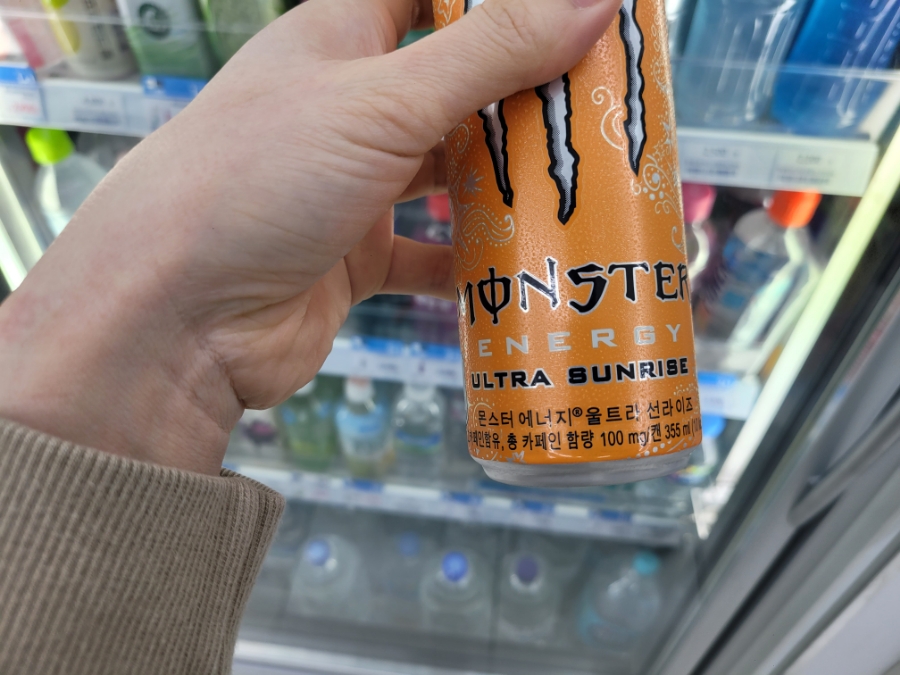 MONSTER
ENERGY
ULTRA SUNRISE
몬스터 에너지®울트라 선라이즈
카페인함유, 총 카페인 함량 100 mg/캔 355 ml